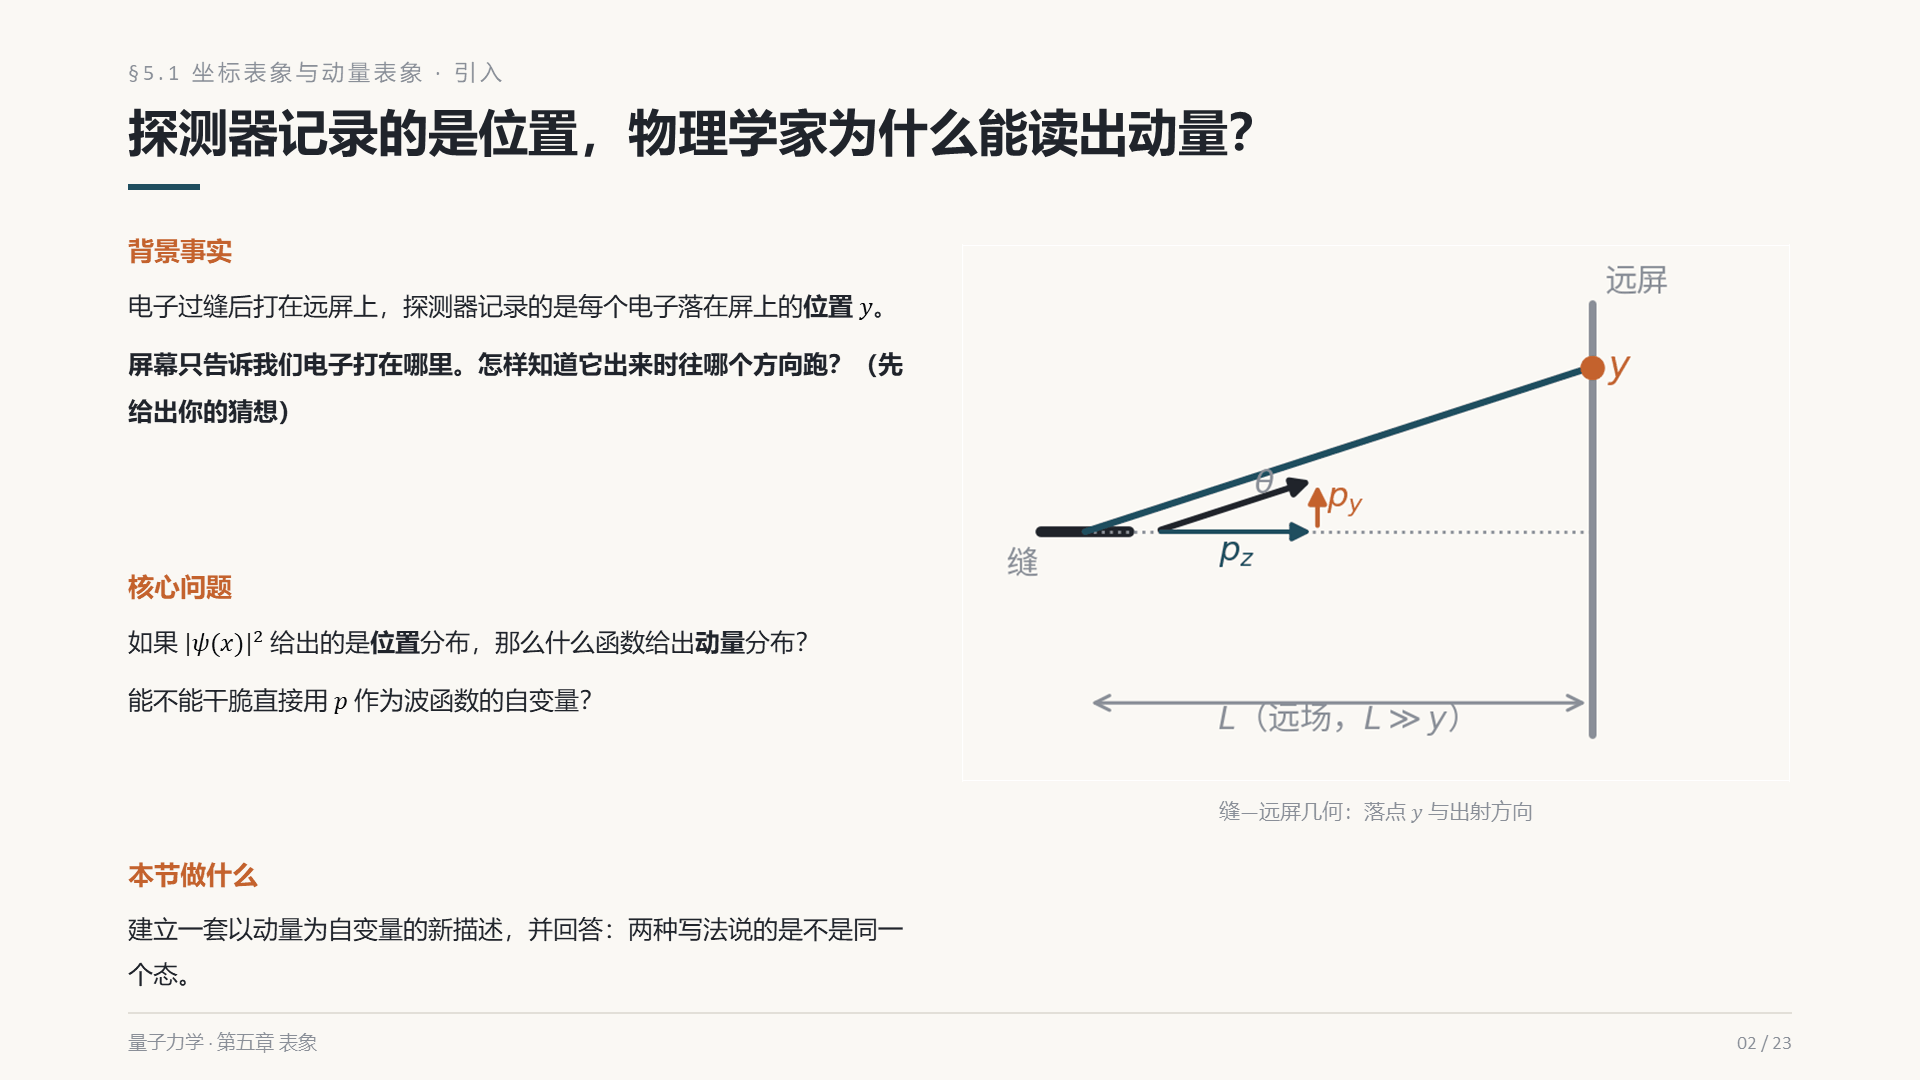 §5.1 坐标表象与动量表象 · 引入
探测器记录的是位置，物理学家为什么能读出动量？
背景事实
电子过缝后打在远屏上，探测器记录的是每个电子落在屏上的位置 y。
屏幕只告诉我们电子打在哪里。怎样知道它出来时往哪个方向跑？（先
给出你的猜想）
核心问题
如果 |ψ(x)|² 给出的是位置分布，那么什么函数给出动量分布？
能不能干脆直接用 p 作为波函数的自变量？
本节做什么
建立一套以动量为自变量的新描述，并回答：两种写法说的是不是同一
个态。
远屏
y
θ
p_y
p_z
缝
L（远场，L ≫ y）
缝—远屏几何：落点 y 与出射方向
量子力学 · 第五章 表象
02 / 23